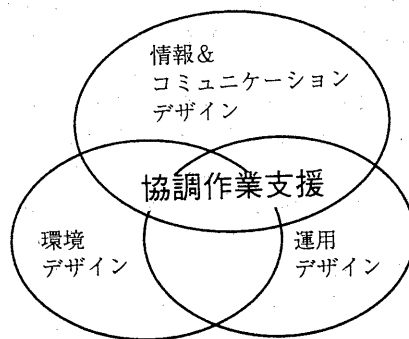 情報&
コミュニケーション
デザイン
協調作業支援
環境
デザイン
運用
デザイン